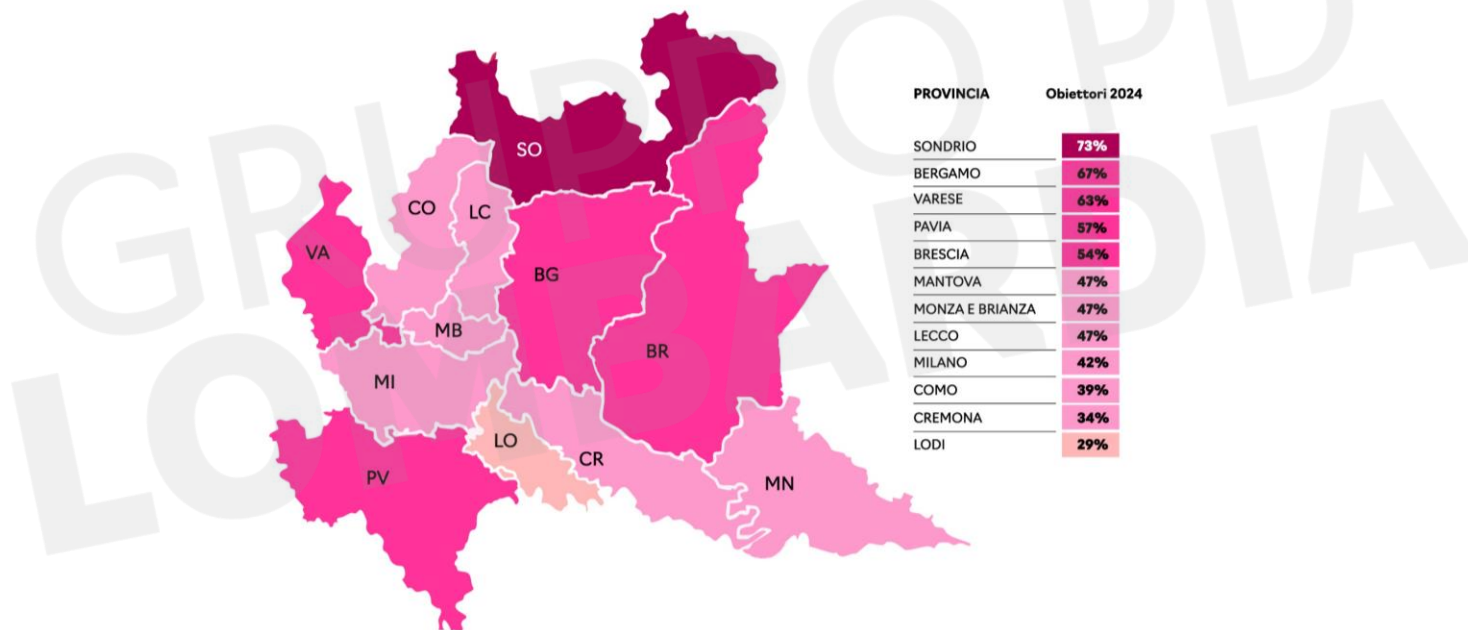 GRUPPO PD
LOMBARDIA
SO
CO
LC
VA
BG
MB
BR
MI
LO
CR
PV
MN
PROVINCIA Obiettori 2024
SONDRIO 73%
BERGAMO 67%
VARESE 63%
PAVIA 57%
BRESCIA 54%
MANTOVA 47%
MONZA E BRIANZA 47%
LECCO 47%
MILANO 42%
COMO 39%
CREMONA 34%
LODI 29%